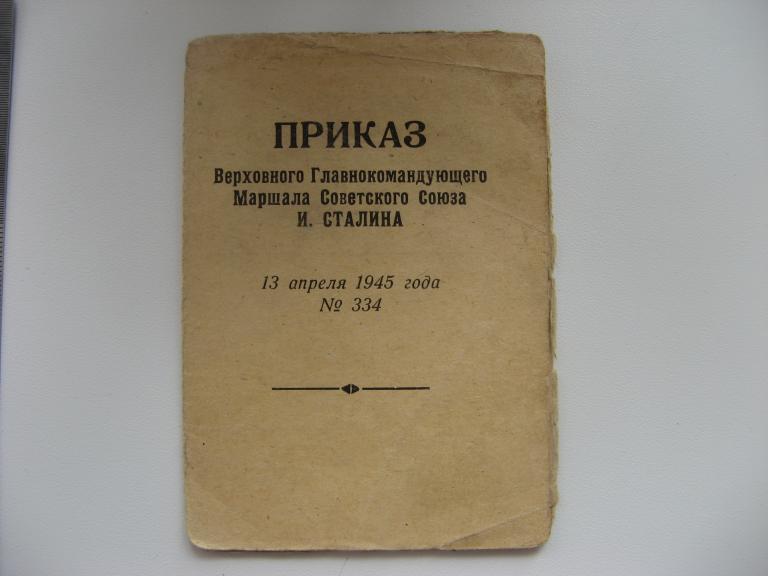 ПРИКАЗ
Верховного Главнокомандующего
Маршала Советского Союза
И. СТАЛИНА
13 апреля 1945 года
№ 334